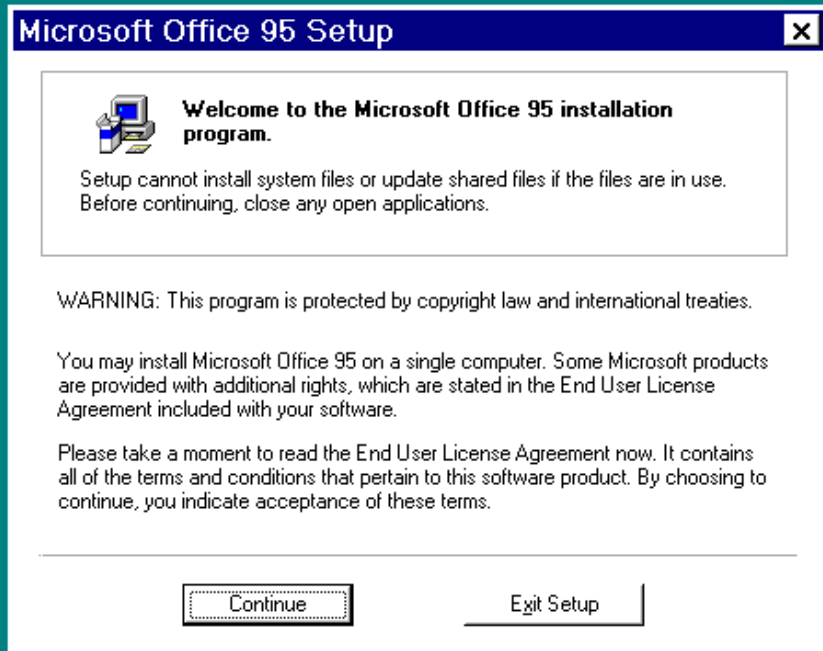 Microsoft Office 95 Setup
Welcome to the Microsoft Office 95 installation
program.
Setup cannot install system files or update shared files if the files are in use.
Before continuing, close any open applications.
WARNING: This program is protected by copyright law and international treaties.
You may install Microsoft Office 95 on a single computer. Some Microsoft products
are provided with additional rights, which are stated in the End User License
Agreement included with your software.
Please take a moment to read the End User License Agreement now. It contains
all of the terms and conditions that pertain to this software product. By choosing to
continue, you indicate acceptance of these terms.
Continue
Exit Setup